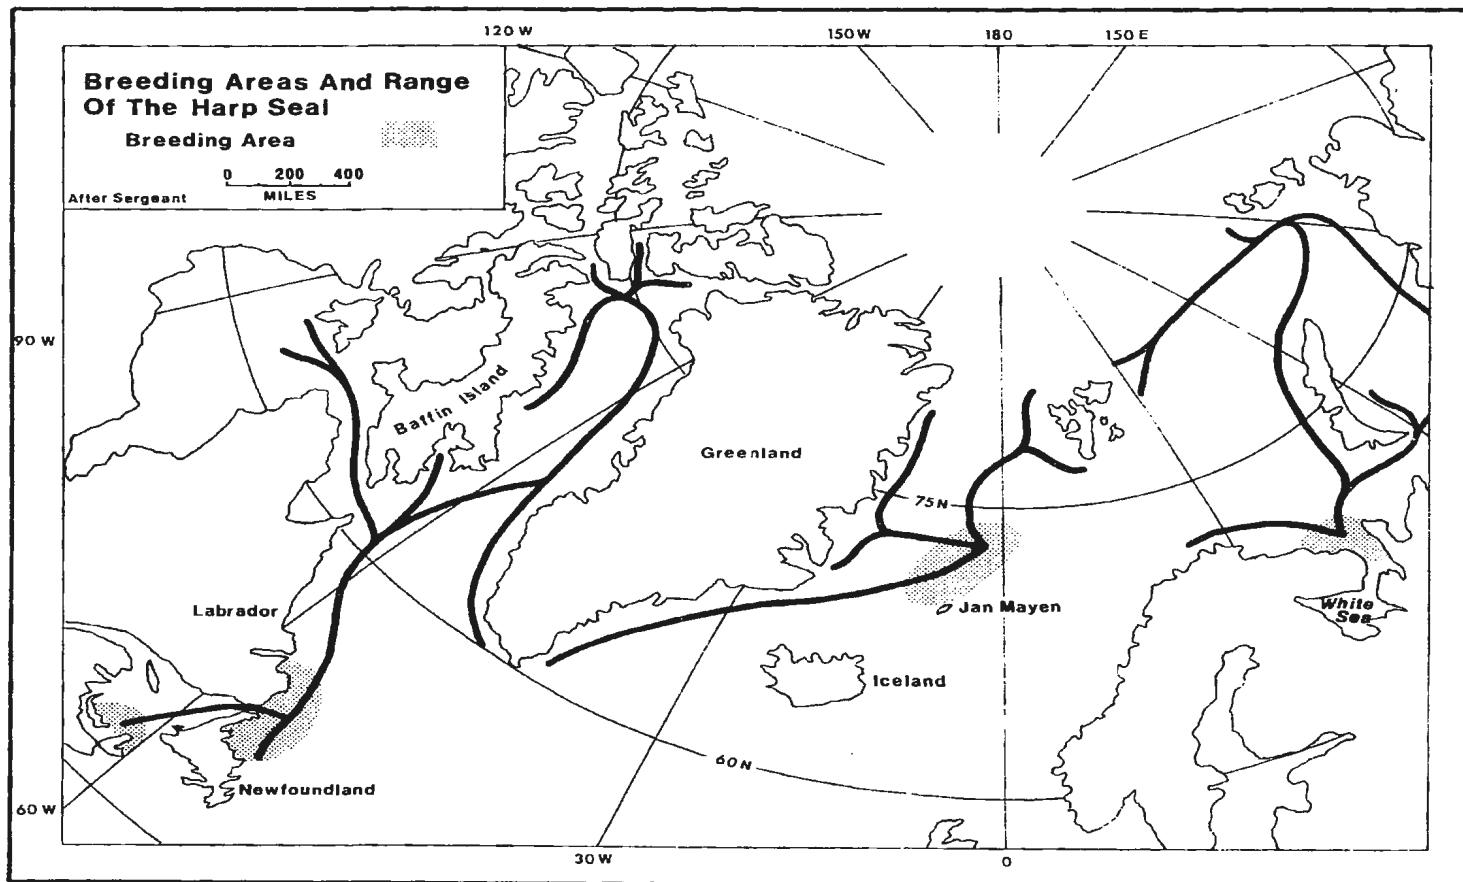 120 W
150W
180
150 E
Breeding Areas And Range
Of The Harp Seal
Breeding Area
0 200 400
MILES
After Sergeant
90 W
Baffin Island
Greenland
75 N
Labrador
Jan Mayen
White
Sea
Iceland
60 N
Newfoundland
60 W
30 W
0